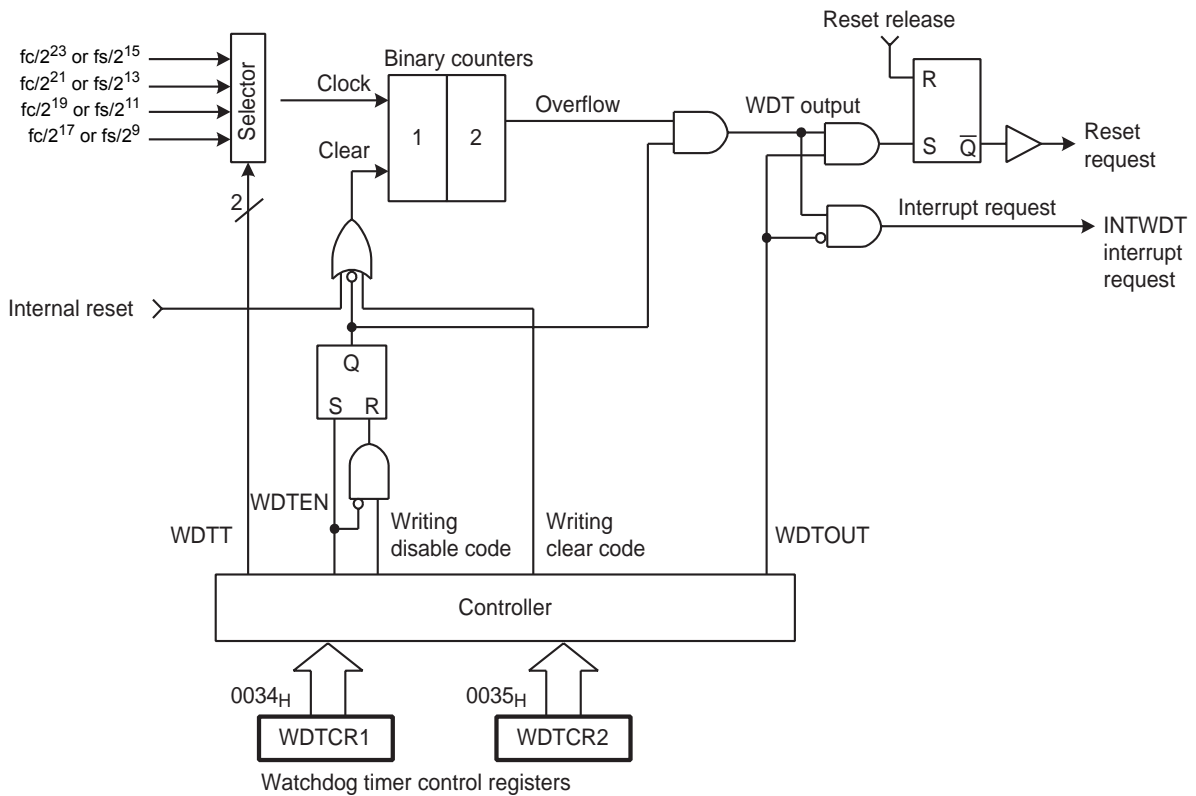 Reset release
fc/2^23 or fs/2^15
fc/2^21 or fs/2^13
fc/2^19 or fs/2^11
fc/2^17 or fs/2^9
Selector
Binary counters
Clock
Clear
1
2
Overflow
WDT output
R
S
Q̅
Reset
request
2
Interrupt request
INTWDT
interrupt
request
Internal reset
Q
S
R
WDTEN
WDTT
Writing
disable code
Writing
clear code
WDTOUT
Controller
0034H
0035H
WDTCR1
WDTCR2
Watchdog timer control registers